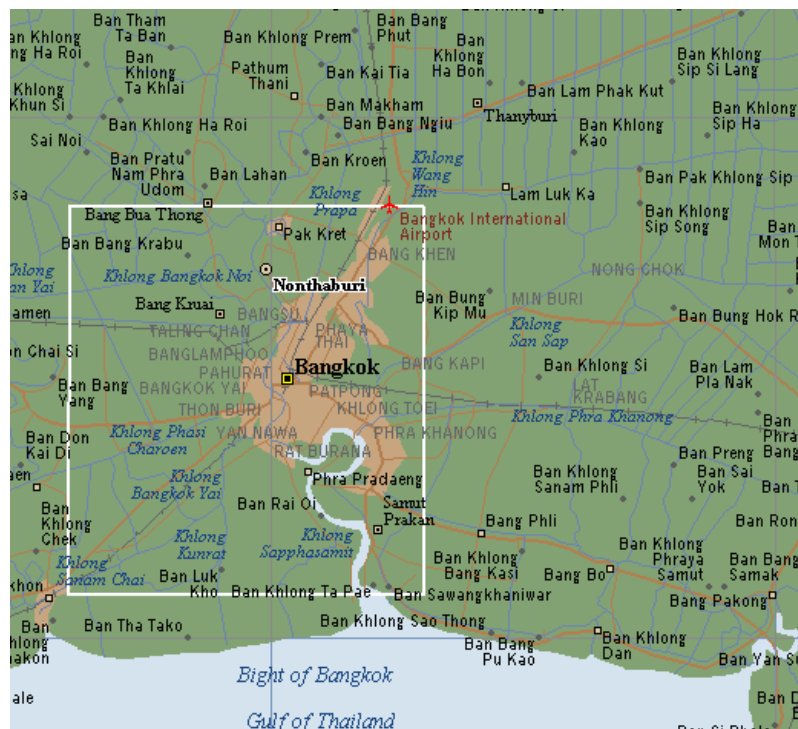 Ban Tham
Ta Ban
Ban Khlong Prem
Ban Bang
Phut
Ban
Khlong
Ha Bon
Ban Khlong
Sip Si Lang
Ban Khlong
ng Ha Roi
Ban
Khlong
Ta Khlai
Pathum
Thani
Ban Kai Tia
Ban Lam Phak Kut
Khlong
Khun Si
Ban Makham
Thanyburi
Ban Khlong
Sip Ha
Ban Khlong Ha Roi
Ban Bang Ngiu
Ban Khlong
Kao
Sai Noi
Ban Pratu
Nam Phra
Udom
Ban Lahan
Ban Kroen
Khlong
Wang
Hin
Ban Pak Khlong Sip
sa
Khlong
Prapa
Lam Luk Ka
Bang Bua Thong
Pak Kret
Bangkok International
Airport
Ban Khlong
Sip Song
Ban
Mon T
Ban Bang Krabu
BANG KHEN
hlong
an Yai
Khlong Bangkok Noi
Nonthaburi
NONG CHOK
amen
Bang Kruai
BANGSU
Ban Bung
Kip Mu
MIN BURI
Ban Bung Hok R
TALING CHAN
PHAYA
THAI
Khlong
San Sap
on Chai Si
BANGLAMPHOO
PAHURAT
Bangkok
BANG KAPI
Ban Khlong Si
Ban Lam
Pla Nak
Ban Bang
Yang
BANGKOK YAI
PATPONG
LAT
KRABANG
THON BURI
KHLONG TOEI
Khlong Phra Khanong
Ban
Phra
Bang
Ban Don
Kai Di
Khlong Phasi
Charoen
YAN NAWA
PHRA KHANONG
RAT BURANA
Ban Preng
aen
Khlong
Bangkok Yai
Phra Pradaeng
Ban Khlong
Sanam Phli
Ban Sai
Yok
Ban T
Ban
Khlong
Chek
Ban Rai Oi
Samut
Prakan
Bang Phli
Ban Ron
Khlong
Kunrat
Khlong
Sapphasamit
Ban Khlong
Phraya
Samut
Khlong
Sanam Chai
Ban Khlong
Bang Kasi
Bang Bo
Ban Bang
Samak
khon
Ban Luk
Kho
Ban Khlong Ta Pae
Ban Sawangkhaniwar
Bang Pakong
Ban
hlong
akon
Ban Tha Tako
Ban Khlong Sao Thong
Ban Bang
Pu Kao
Ban Khlong
Dan
Ban Yan S
Bight of Bangkok
ale
Ban D
Gulf of Thailand